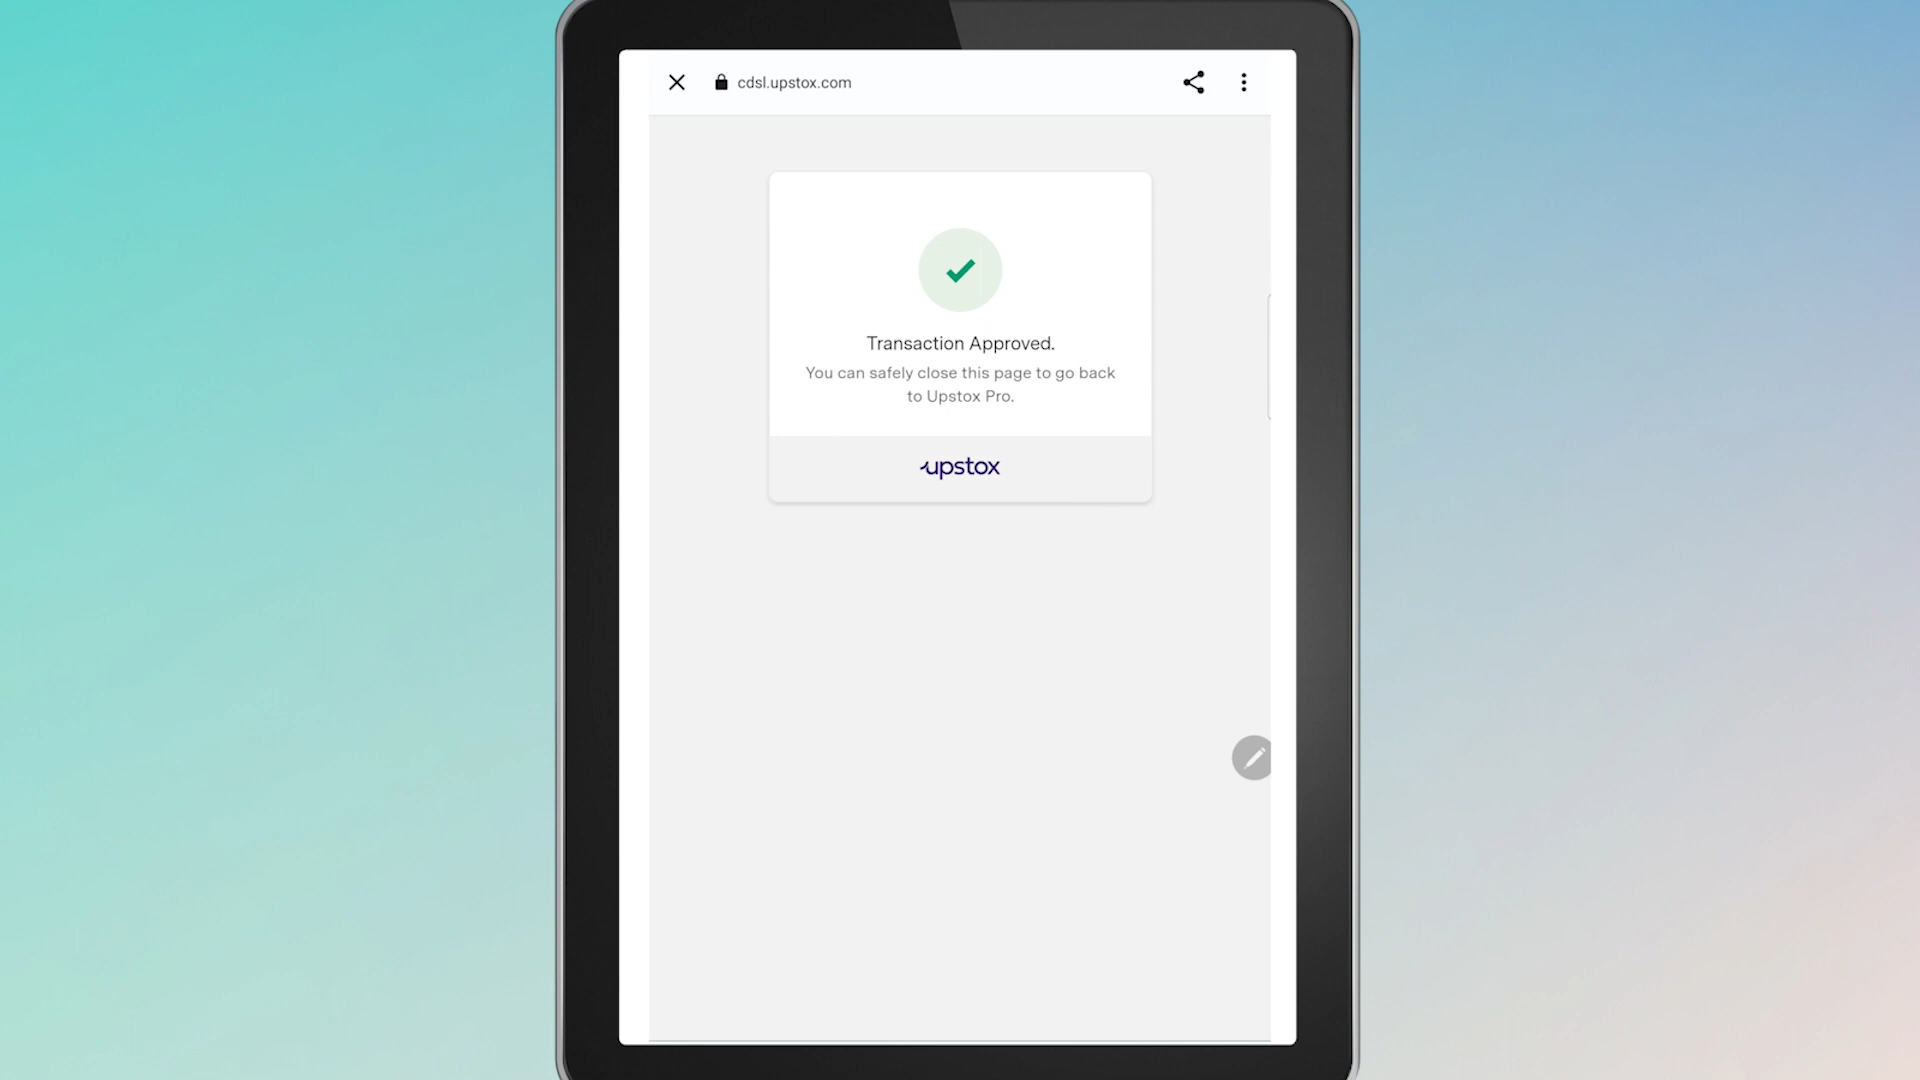 cdsl.upstox.com
Transaction Approved.
You can safely close this page to go back
to Upstox Pro.
upstox